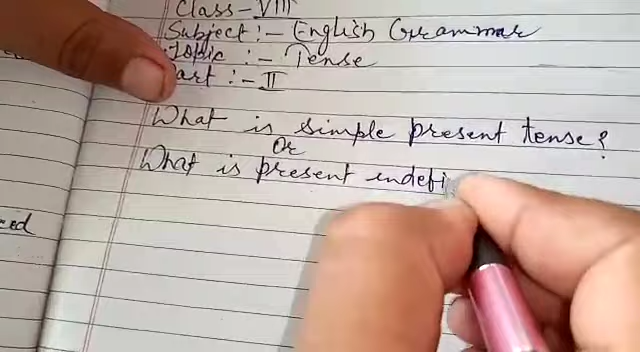 Class - VIII
Subject :- English Grammar
Topic :- Tense
Part :- II
What is simple present tense?
Or
What is present indefi